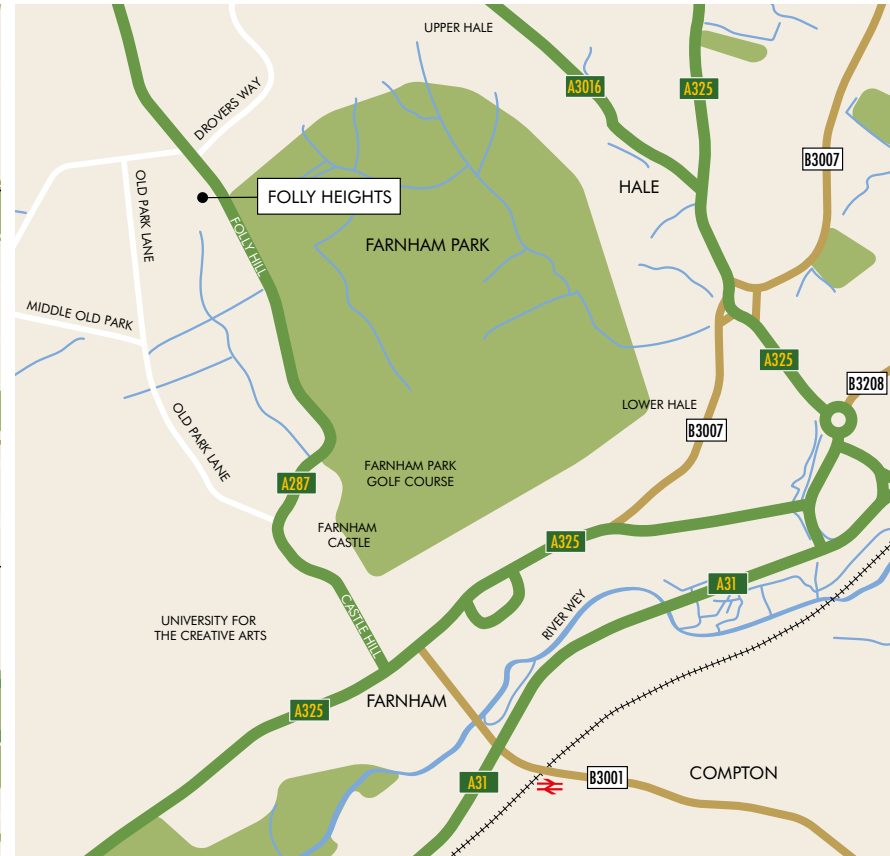 UPPER HALE
A3016
A325
DROVERS WAY
B3007
OLD PARK LANE
HALE
FOLLY HEIGHTS
FOLLY HILL
FARNHAM PARK
MIDDLE OLD PARK
A325
B3208
LOWER HALE
OLD PARK LANE
B3007
FARNHAM PARK
GOLF COURSE
A287
FARNHAM
CASTLE
A325
A31
CASTLE HILL
RIVER WEY
UNIVERSITY FOR
THE CREATIVE ARTS
FARNHAM
A325
COMPTON
B3001
A31